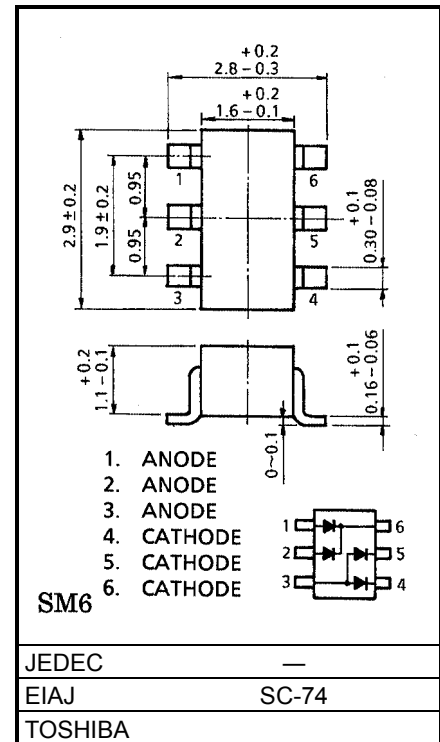 + 0.2
2.8 – 0.3
+ 0.2
1.6 – 0.1
1
2
3
6
5
4
2.9 ± 0.2
1.9 ± 0.2
0.95
0.95
+ 0.1
0.30 – 0.08
+ 0.2
1.1 – 0.1
+ 0.1
0.16 – 0.06
0~0.1
1. ANODE
2. ANODE
3. ANODE
4. CATHODE
5. CATHODE
6. CATHODE
1
2
3
6
5
4
SM6
JEDEC —
EIAJ SC-74
TOSHIBA